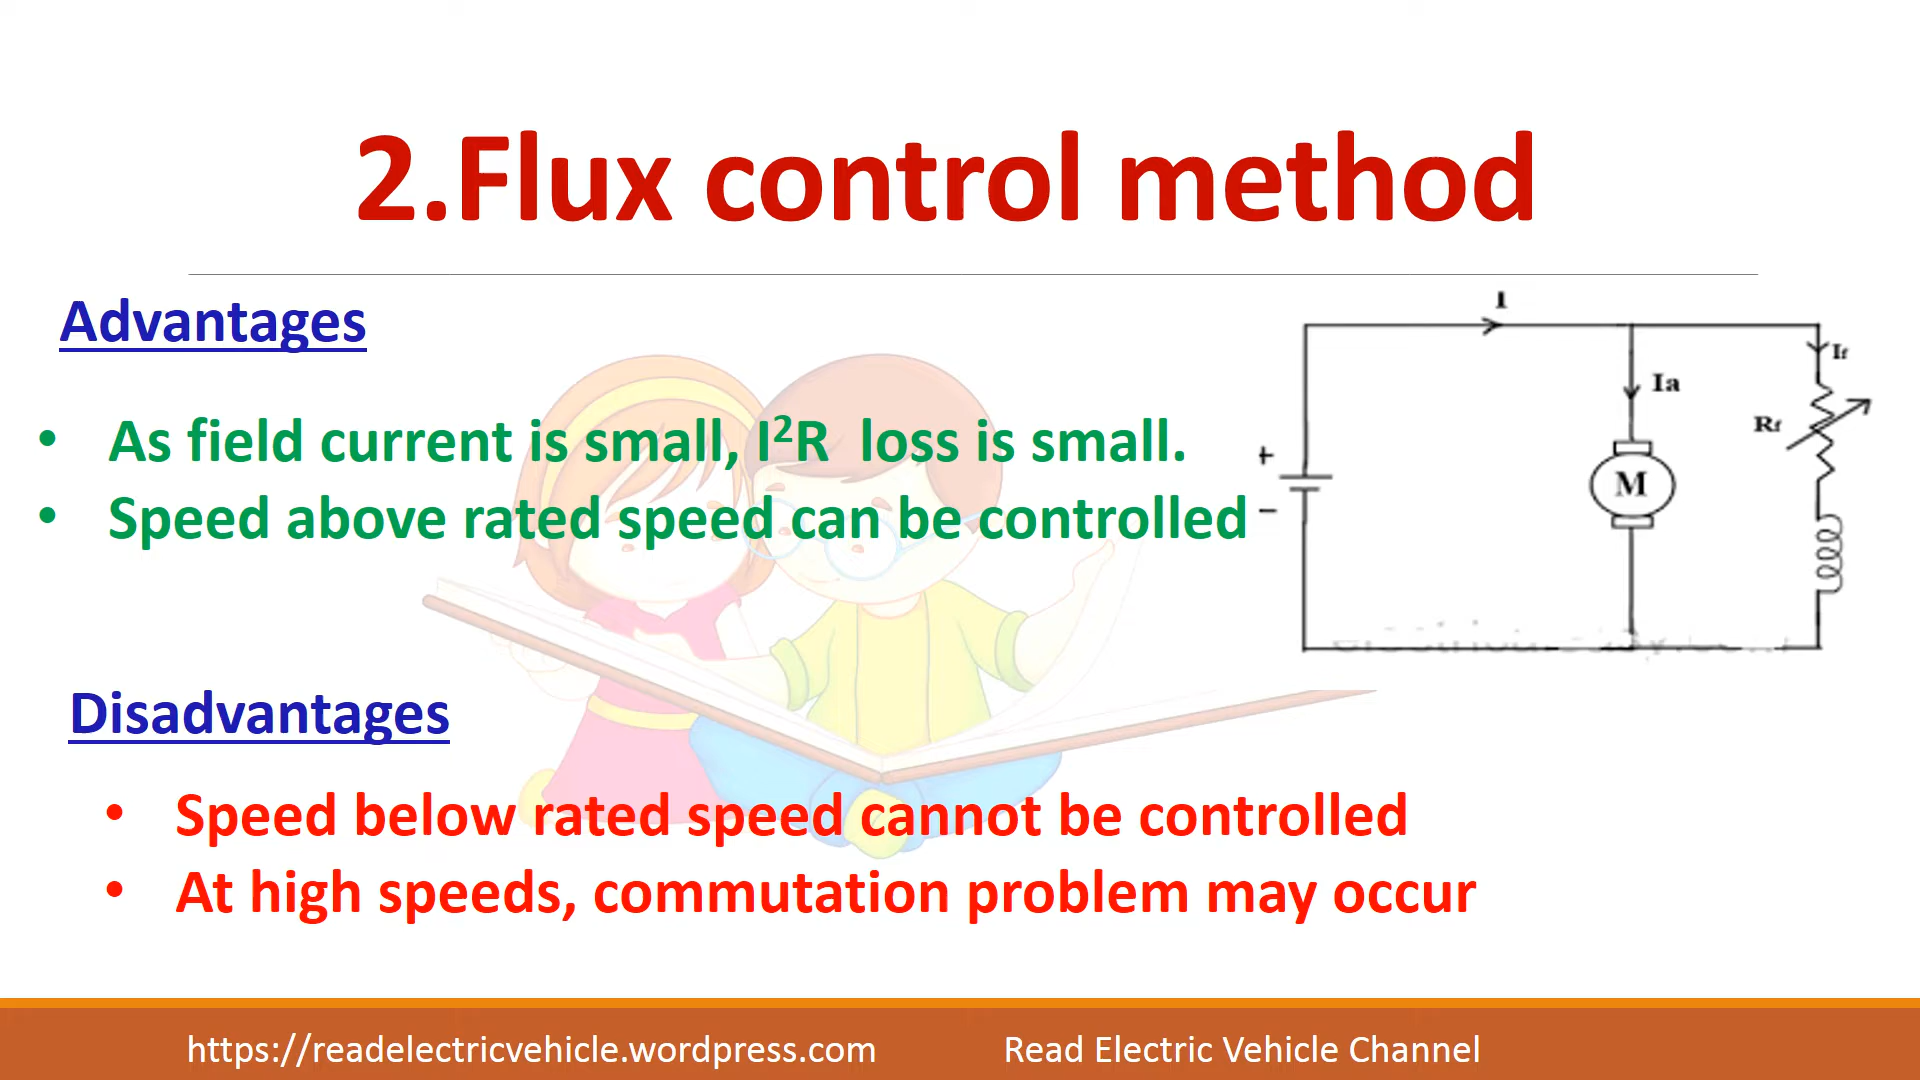 2.Flux control method
Advantages
• As field current is small, I²R loss is small.
• Speed above rated speed can be controlled
I
If
Ia
Rf
+
M
−
Disadvantages
• Speed below rated speed cannot be controlled
• At high speeds, commutation problem may occur
https://readelectricvehicle.wordpress.com
Read Electric Vehicle Channel